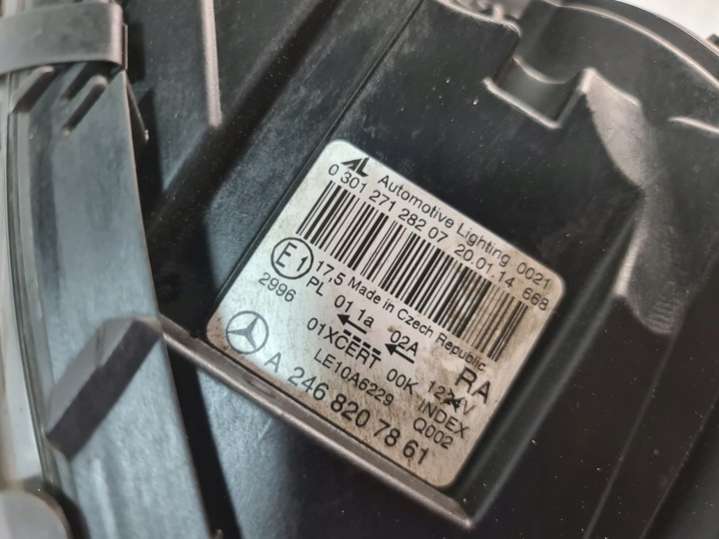 AL Automotive Lighting 0021
0 301 271 282 07 20.01.14 668
E1 17,5 Made in Czech Republic
2996 PL 01,1a 02A RA
01XCERT 00K 1224V
LE10A6229 INDEX
A 246 820 78 61 Q002